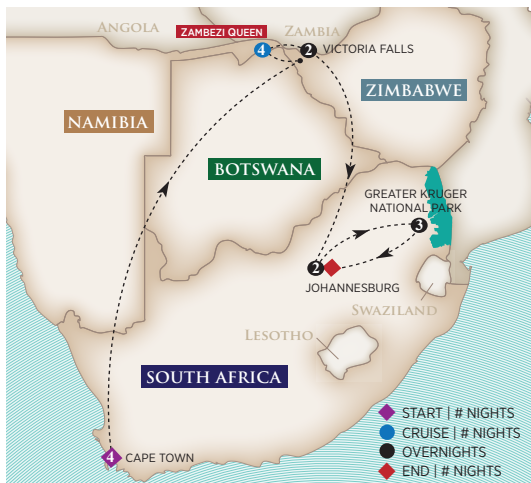 ANGOLA
ZAMBEZI QUEEN
ZAMBIA
4
2
VICTORIA FALLS
ZIMBABWE
NAMIBIA
BOTSWANA
GREATER KRUGER
NATIONAL PARK
3
2
JOHANNESBURG
SWAZILAND
LESOTHO
SOUTH AFRICA
4
CAPE TOWN
START | # NIGHTS
CRUISE | # NIGHTS
OVERNIGHTS
END | # NIGHTS